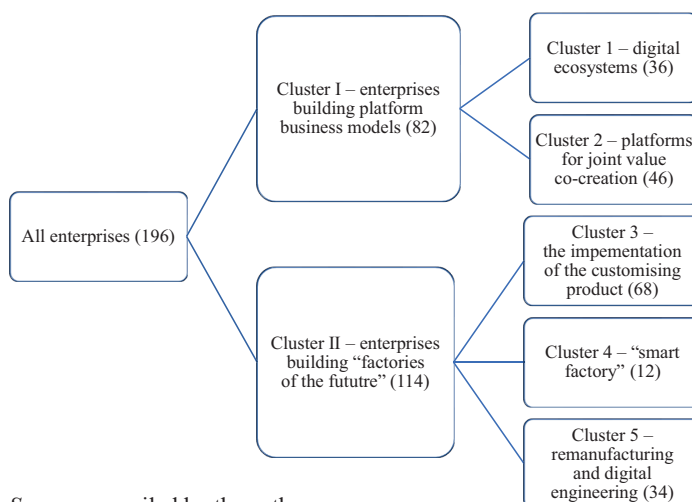 All enterprises (196)
Cluster I – enterprises
building platform
business models (82)
Cluster 1 – digital
ecosystems (36)
Cluster 2 – platforms
for joint value
co-creation (46)
Cluster II – enterprises
building “factories
of the fututre” (114)
Cluster 3 –
the impementation
of the customising
product (68)
Cluster 4 – “smart
factory” (12)
Cluster 5 –
remanufacturing
and digital
engineering (34)